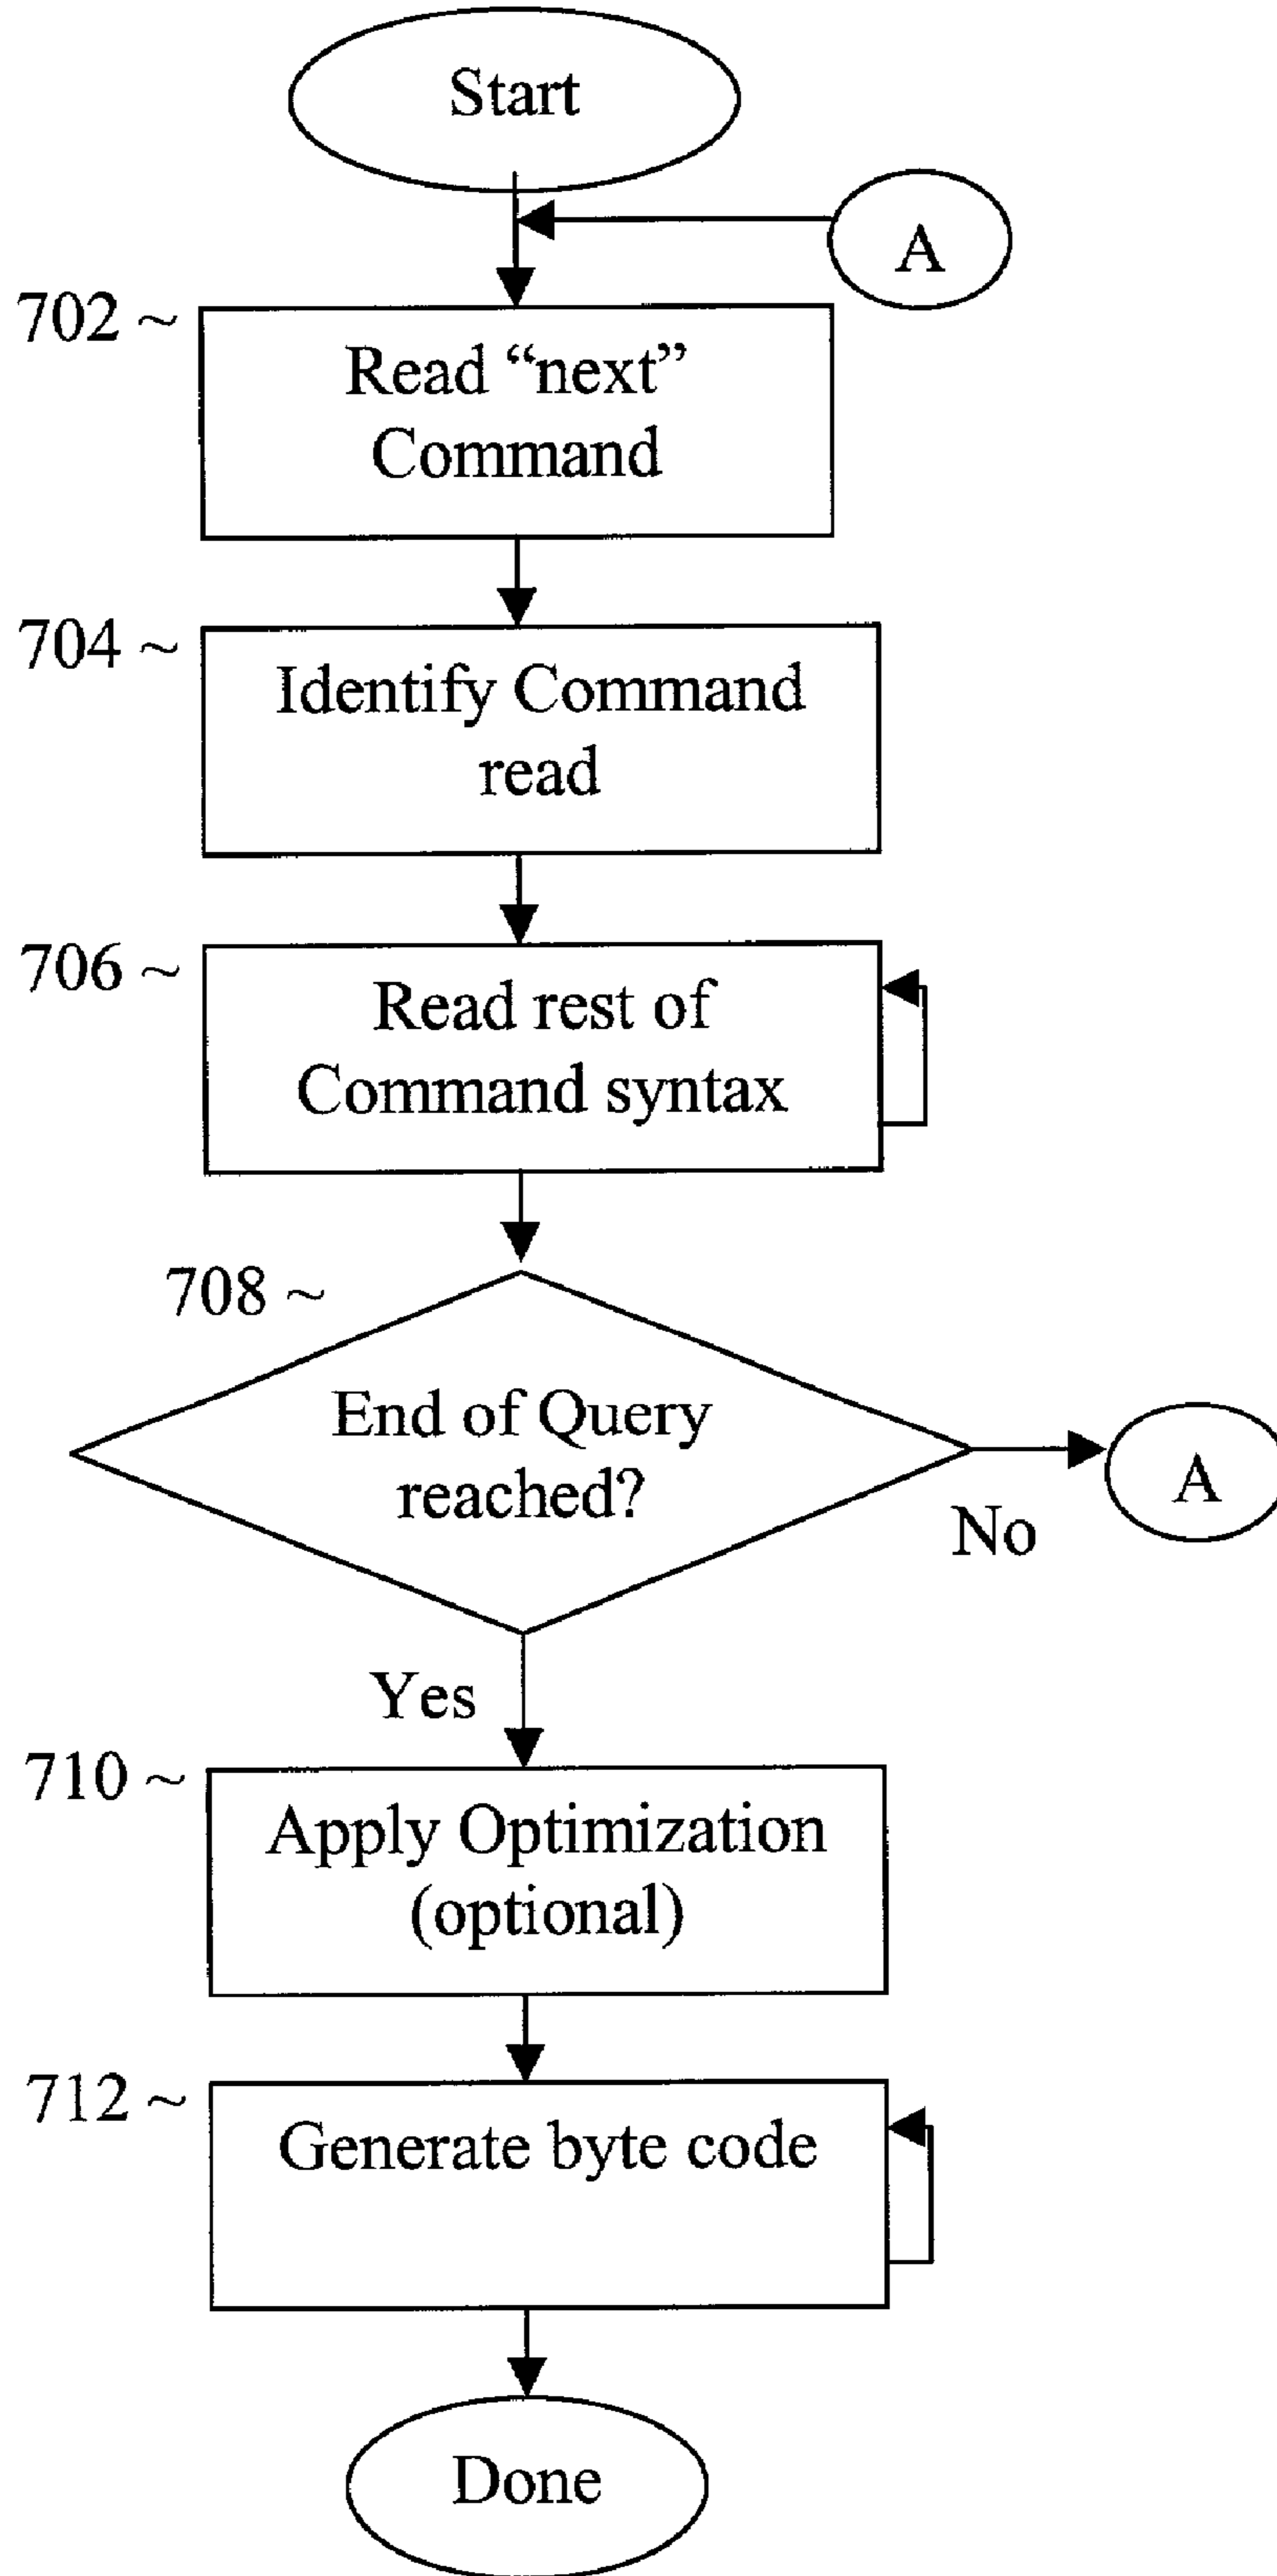 Start
A
702 ~
Read “next”
Command
704 ~
Identify Command
read
706 ~
Read rest of
Command syntax
708 ~
End of Query
reached?
A
No
Yes
710 ~
Apply Optimization
(optional)
712 ~
Generate byte code
Done